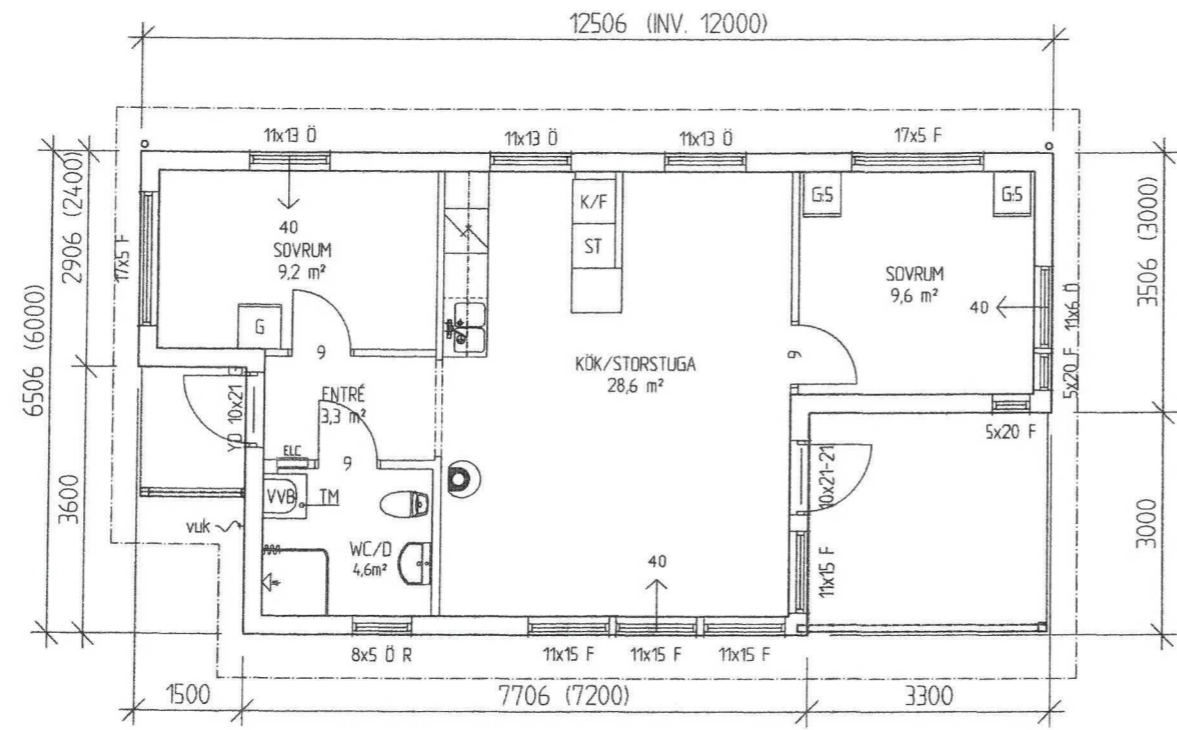 12506 (INV. 12000)
11x13 Ö
11x13 Ö
11x13 Ö
17x5 F
6506 (6000)
2906 (2400)
3600
17x5 F
40
SOVRUM
9,2 m²
G
9
K/F
ST
G:5
G:5
SOVRUM
9,6 m²
40
11x6 Ö
5x20 F
3506 (3000)
KÖK/STORSTUGA
28,6 m²
9
ENTRÉ
3,3 m²
YD 10x21
ELC
9
VVB
TM
vuk
WC/D
4,6m²
40
5x20 F
10x21-21
11x15 F
3000
8x5 Ö R
11x15 F
11x15 F
11x15 F
1500
7706 (7200)
3300